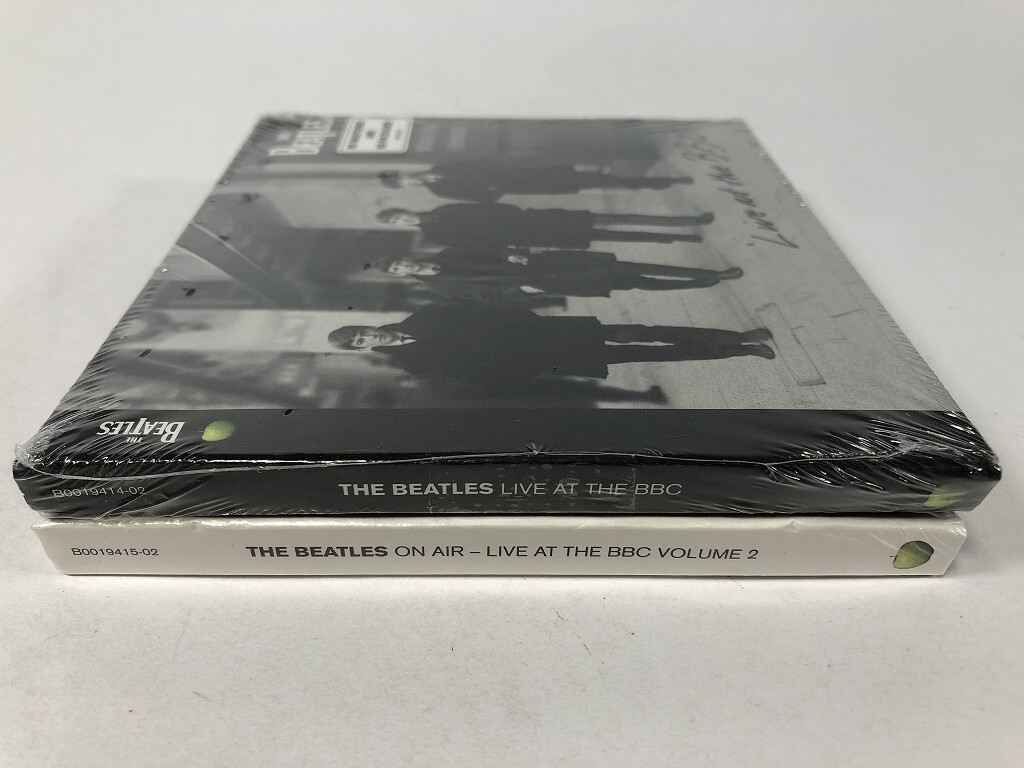 THE
BEATLES
Live at the BBC
THE
BEATLES
B0019414-02 THE BEATLES LIVE AT THE BBC
B0019415-02 THE BEATLES ON AIR – LIVE AT THE BBC VOLUME 2